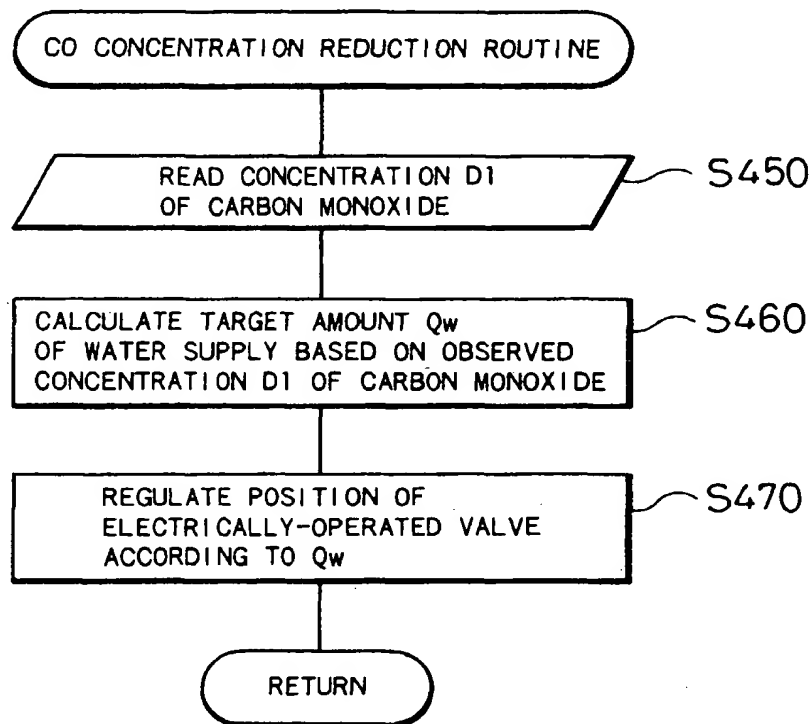 CO CONCENTRATION REDUCTION ROUTINE
READ CONCENTRATION D1
OF CARBON MONOXIDE
S450
CALCULATE TARGET AMOUNT Qw
OF WATER SUPPLY BASED ON OBSERVED
CONCENTRATION D1 OF CARBON MONOXIDE
S460
REGULATE POSITION OF
ELECTRICALLY-OPERATED VALVE
ACCORDING TO Qw
S470
RETURN